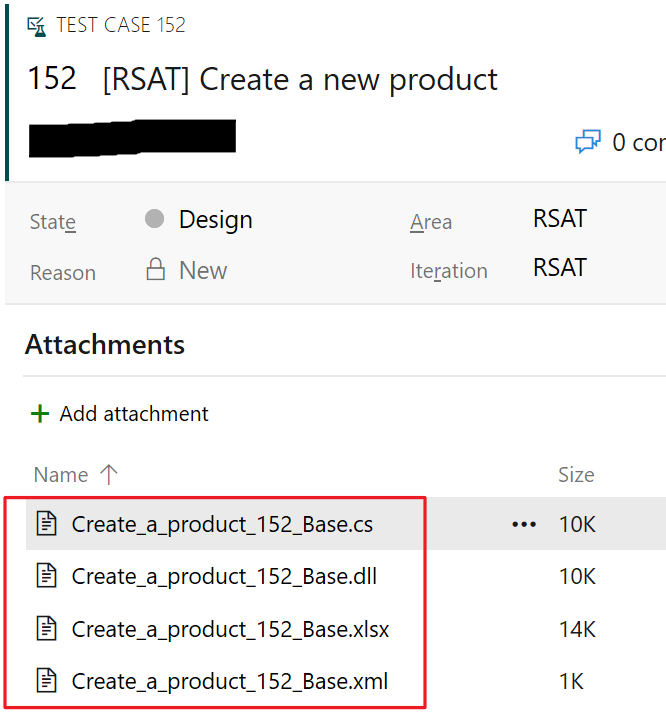 TEST CASE 152
152 [RSAT] Create a new product
0 cor
State Design Area RSAT
Reason New Iteration RSAT
Attachments
+ Add attachment
Name ↑ Size
Create_a_product_152_Base.cs ••• 10K
Create_a_product_152_Base.dll 10K
Create_a_product_152_Base.xlsx 14K
Create_a_product_152_Base.xml 1K